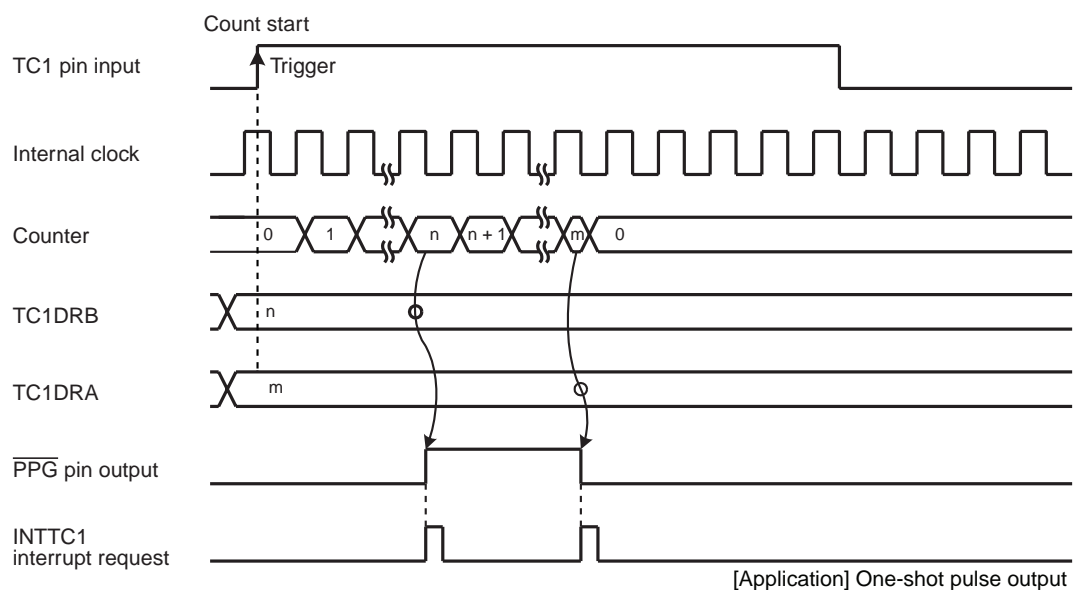 Count start
TC1 pin input
Trigger
Internal clock
Counter
0 1 n n + 1 m 0
TC1DRB
n
TC1DRA
m
PPG pin output
INTTC1
interrupt request
[Application] One-shot pulse output